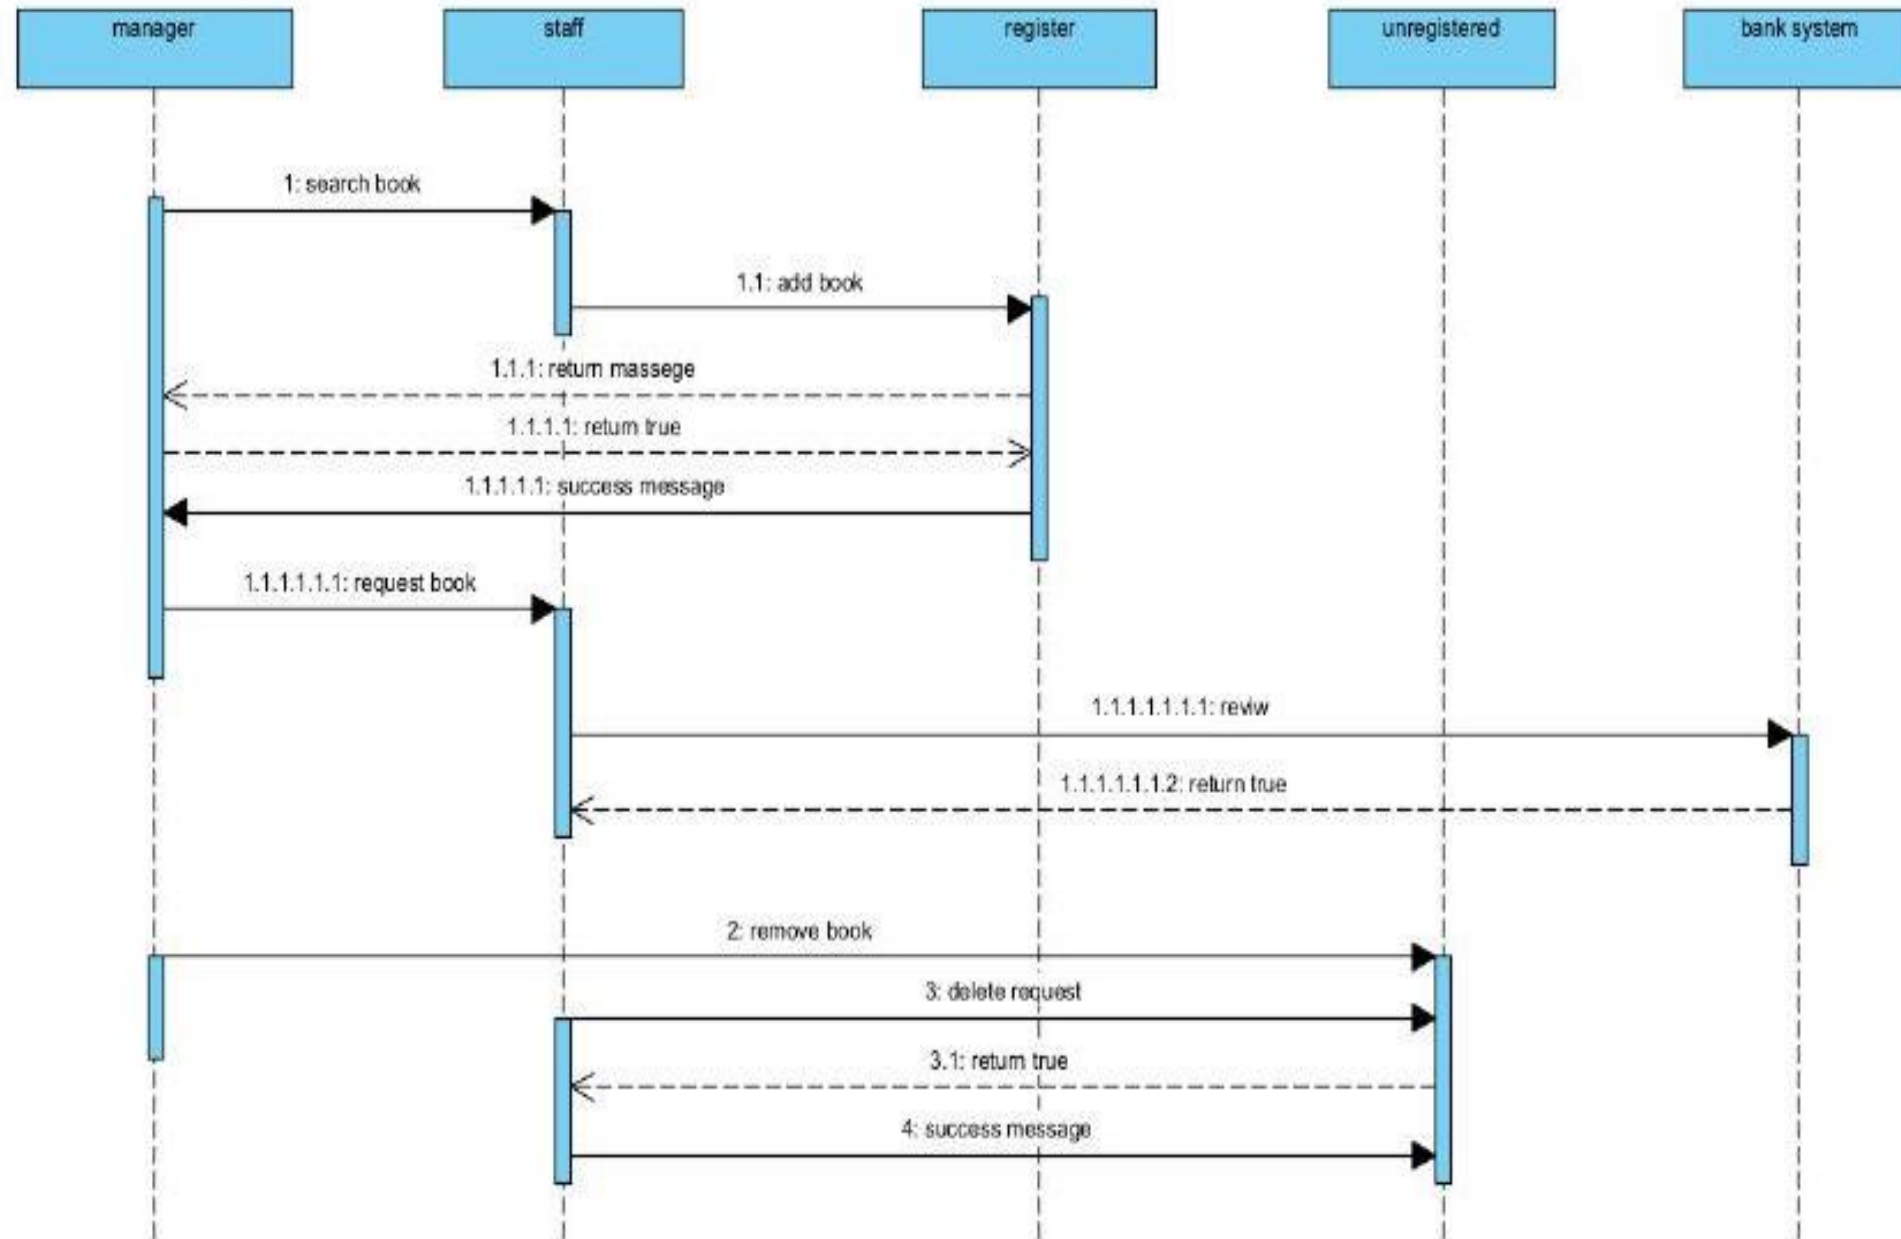 manager
staff
register
unregistered
bank system
1: search book
1.1: add book
1.1.1: return massege
1.1.1.1: return true
1.1.1.1.1: success message
1.1.1.1.1.1: request book
1.1.1.1.1.1.1: reviw
1.1.1.1.1.1.2: return true
2: remove book
3: delete request
3.1: return true
4: success message